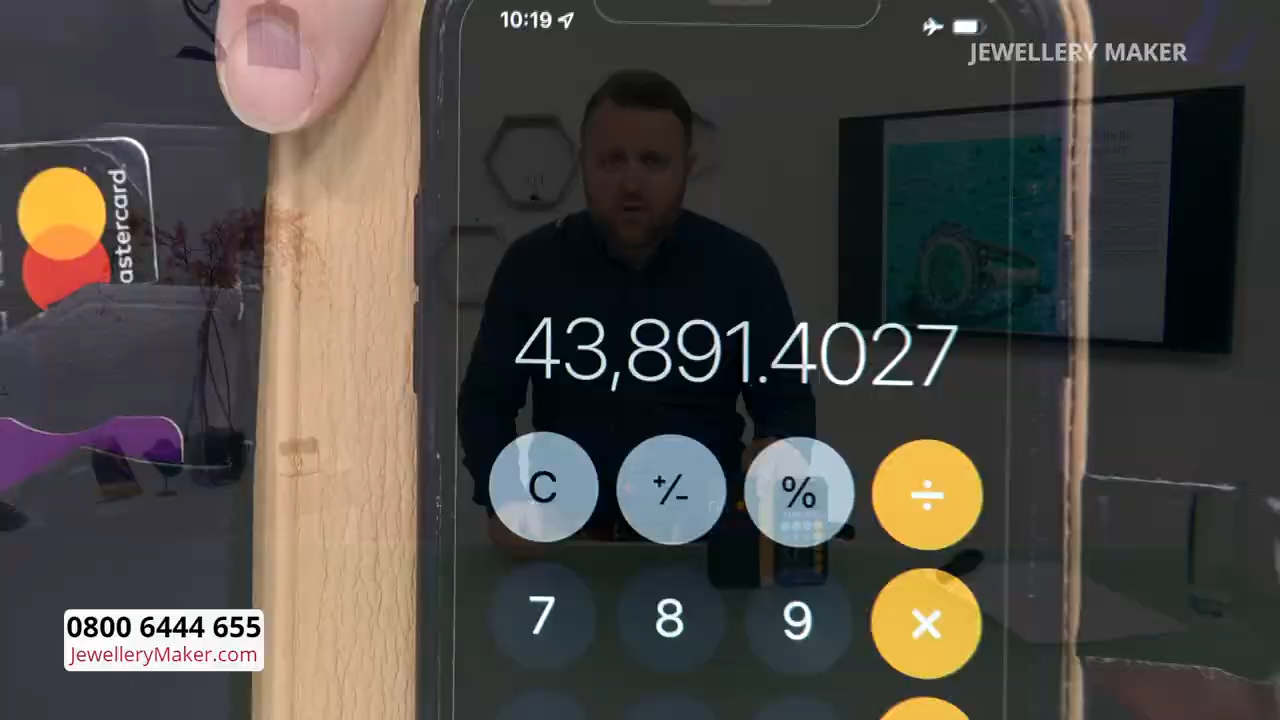 10:19
JEWELLERY MAKER
astercard
43,891.4027
C +/- % ÷
7 8 9 ×
0800 6444 655
JewelleryMaker.com